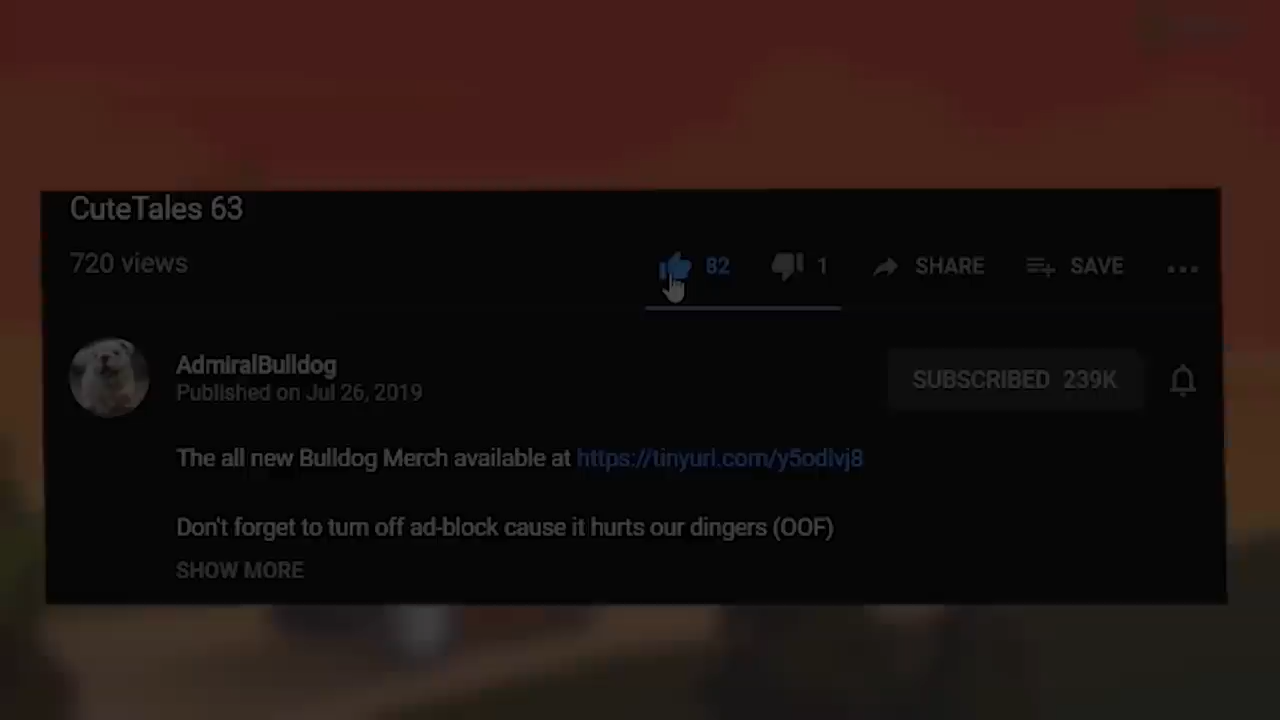 CuteTales 63
720 views
82 1 SHARE SAVE
AdmiralBulldog
Published on Jul 26, 2019
SUBSCRIBED 239K
The all new Bulldog Merch available at https://tinyurl.com/y5odlvj8
Don't forget to turn off ad-block cause it hurts our dingers (OOF)
SHOW MORE